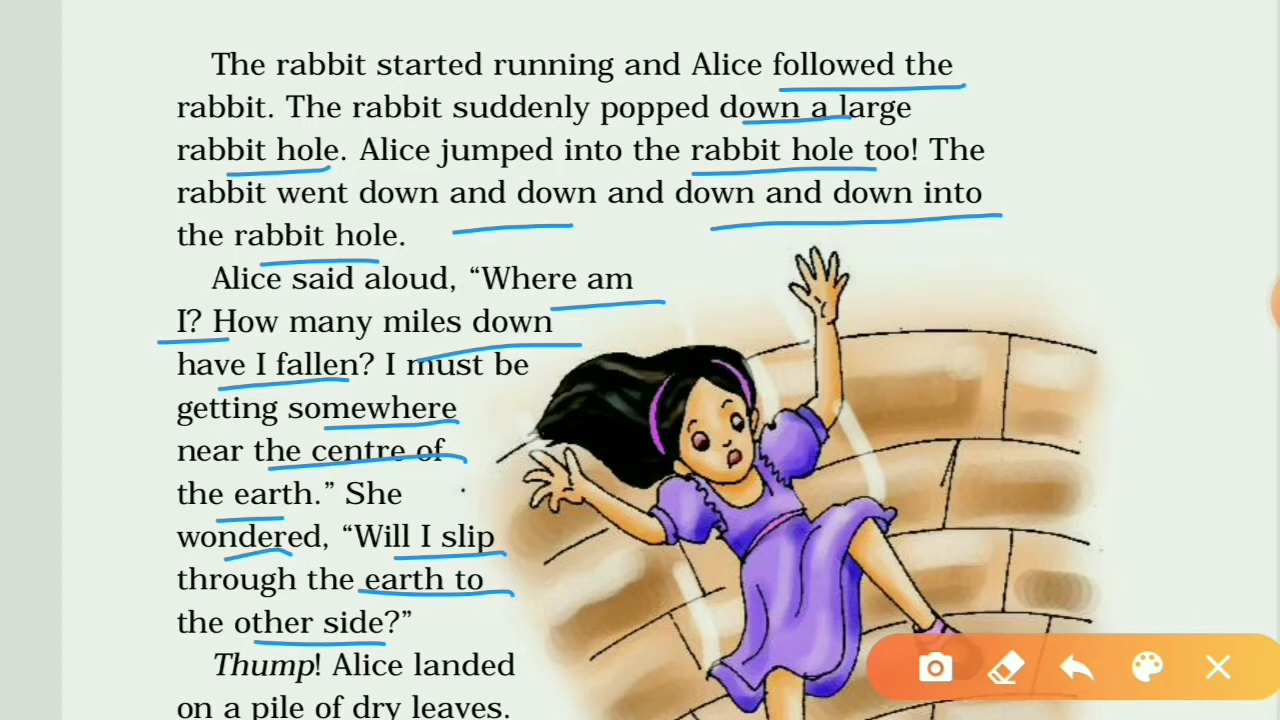 The rabbit started running and Alice followed the
rabbit. The rabbit suddenly popped down a large
rabbit hole. Alice jumped into the rabbit hole too! The
rabbit went down and down and down and down into
the rabbit hole.
Alice said aloud, “Where am
I? How many miles down
have I fallen? I must be
getting somewhere
near the centre of
the earth.” She
wondered, “Will I slip
through the earth to
the other side?”
Thump! Alice landed
on a pile of dry leaves.